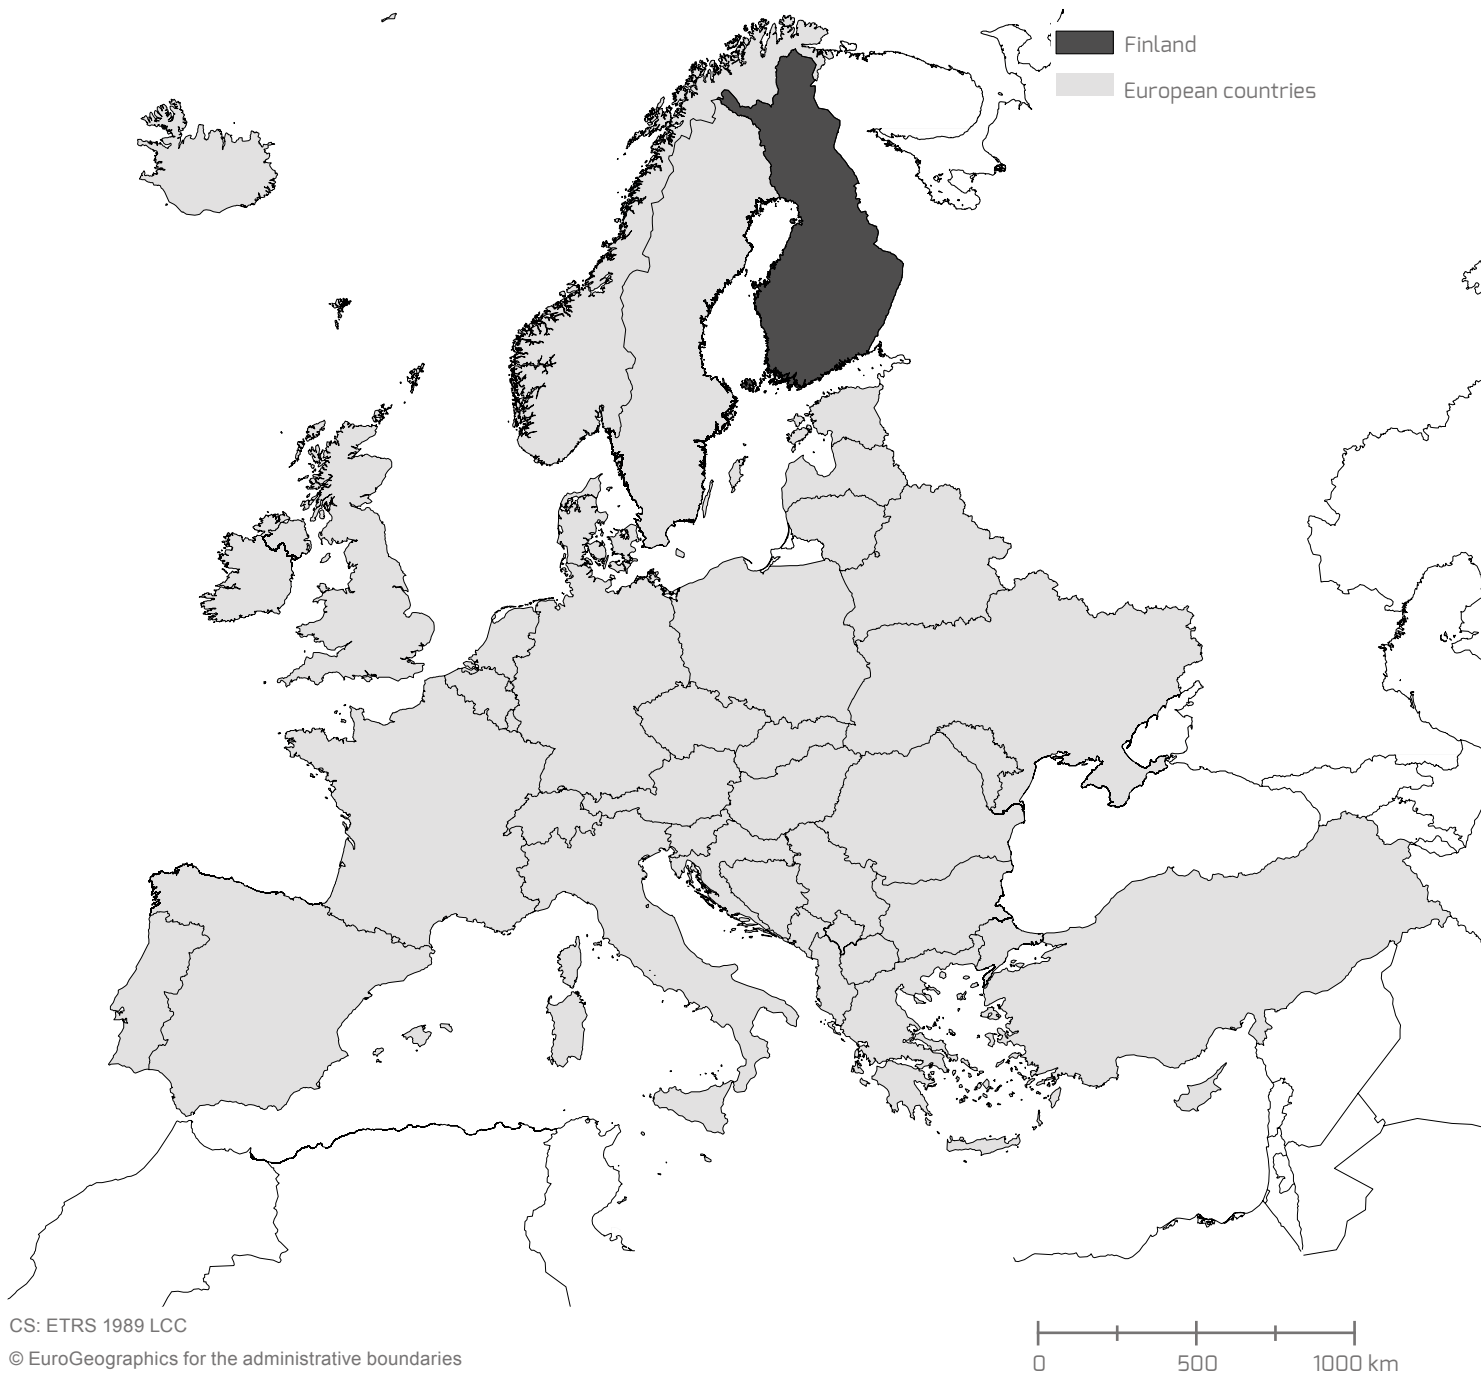 Finland
European countries
CS: ETRS 1989 LCC
© EuroGeographics for the administrative boundaries
0 500 1000 km